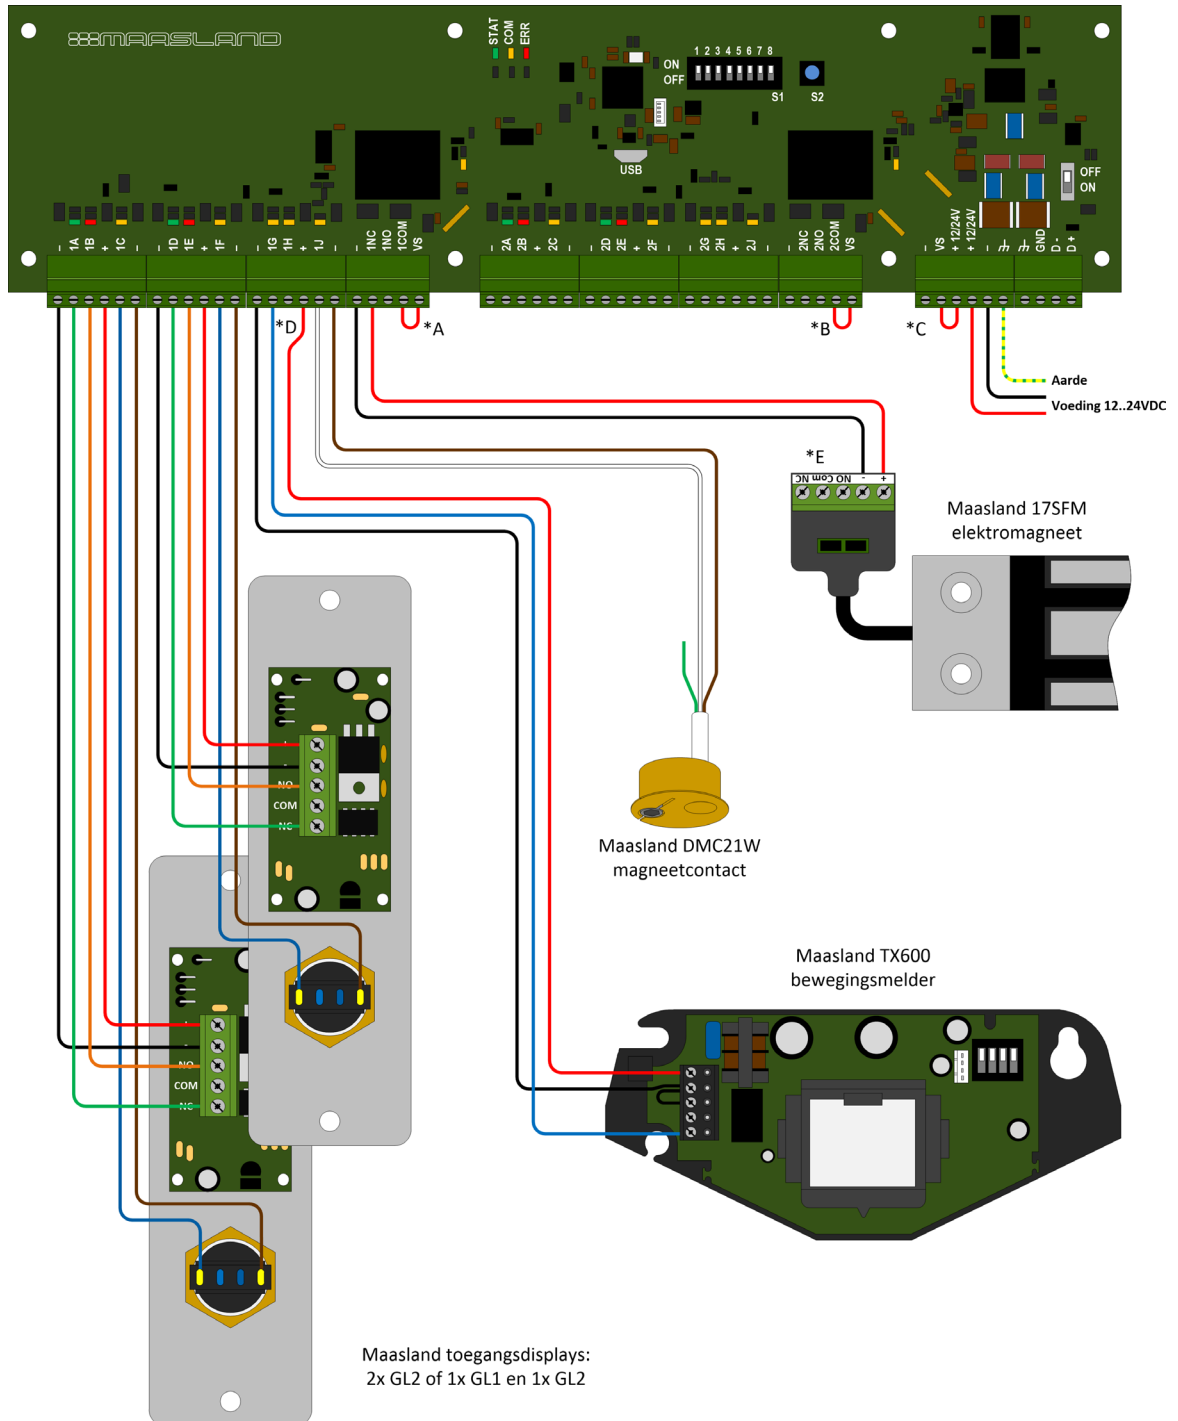 MAASLAND
STAT
COM
ERR
1 2 3 4 5 6 7 8
ON
OFF
S1
S2
USB
OFF
ON
- 1A 1B + 1C - - 1D 1E + 1F - - 1G 1H + 1J - - 1NC 1NO 1COM VS
- 2A 2B + 2C - - 2D 2E + 2F - - 2G 2H + 2J - - 2NC 2NO 2COM VS
- VS + 12/24V + 12/24V - GND D - D +
*D
*A
*B
*C
Aarde
Voeding 12..24VDC
*E
NC Com NO - +
Maasland 17SFM
elektromagneet
+
-
NO
COM
NC
Maasland DMC21W
magneetcontact
Maasland TX600
bewegingsmelder
+
-
NO
COM
NC
Maasland toegangsdisplays:
2x GL2 of 1x GL1 en 1x GL2